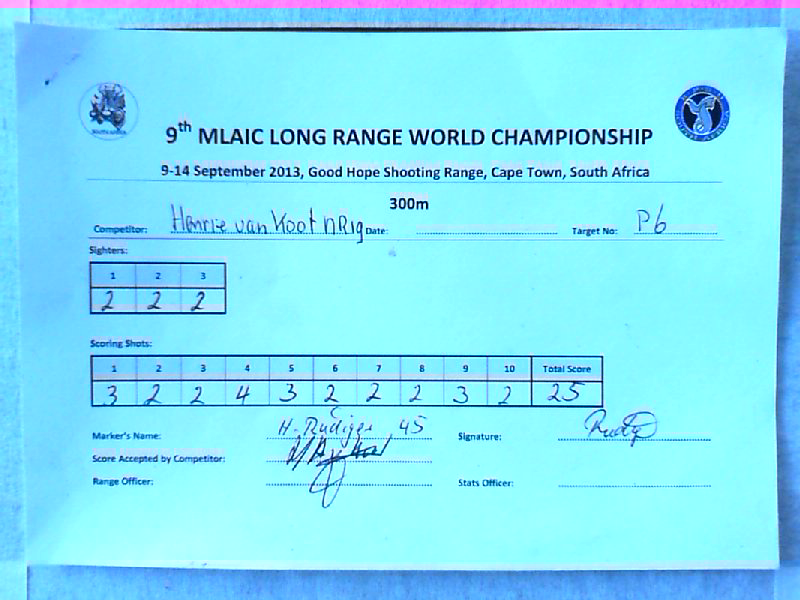 9th MLAIC LONG RANGE WORLD CHAMPIONSHIP
9-14 September 2013, Good Hope Shooting Range, Cape Town, South Africa
300m
Competitor: Henrie van Koot Date: Target No: P6
Sighters:
1 2 3
2 2 2
Scoring Shots:
1 2 3 4 5 6 7 8 9 10 Total Score
3 2 2 4 3 2 2 2 3 2 25
Marker's Name: H. Rüdiger 45 Signature:
Score Accepted by Competitor:
Range Officer: Stats Officer: